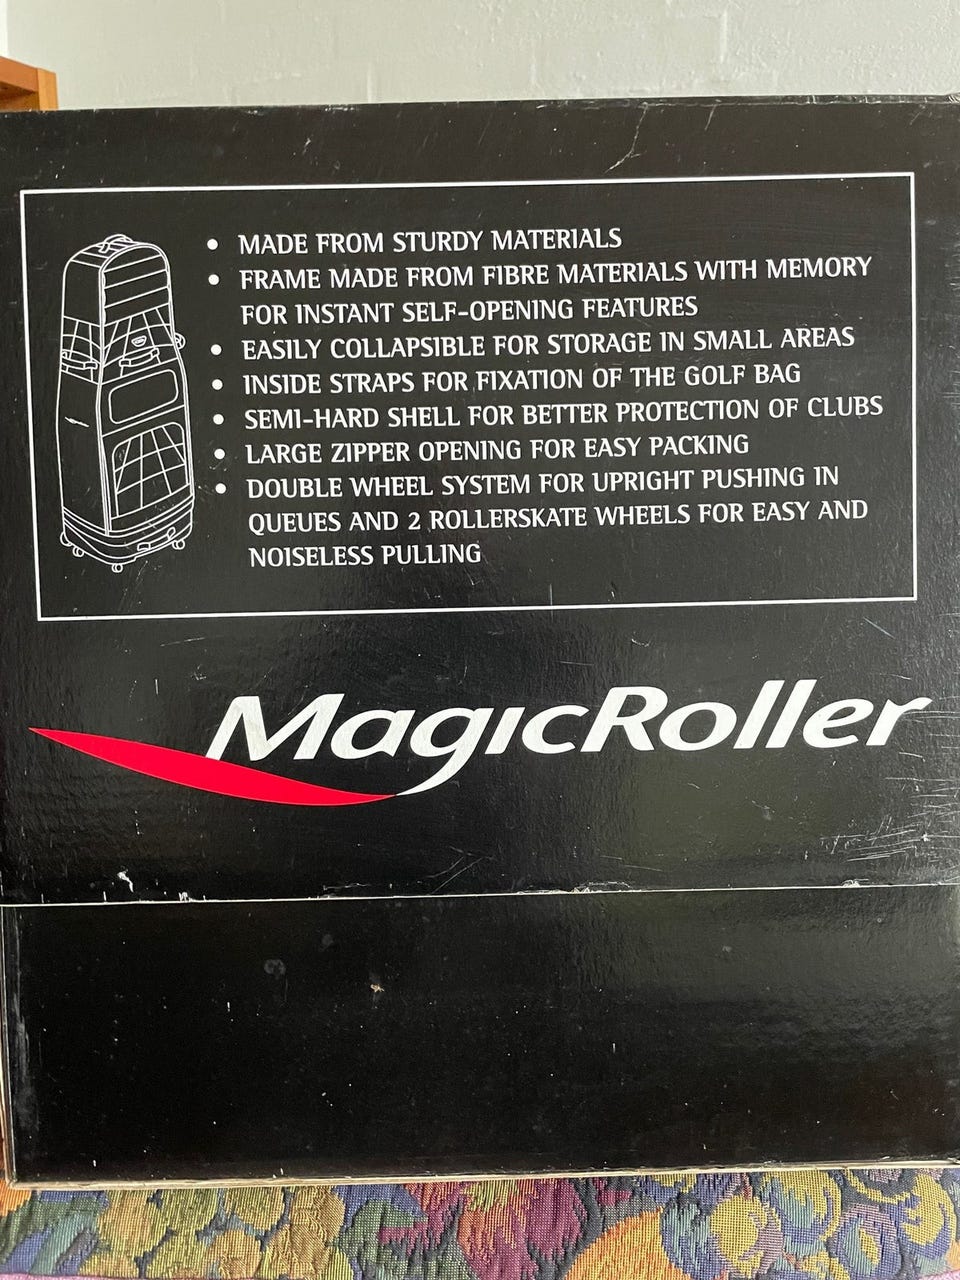 • MADE FROM STURDY MATERIALS
• FRAME MADE FROM FIBRE MATERIALS WITH MEMORY
FOR INSTANT SELF-OPENING FEATURES
• EASILY COLLAPSIBLE FOR STORAGE IN SMALL AREAS
• INSIDE STRAPS FOR FIXATION OF THE GOLF BAG
• SEMI-HARD SHELL FOR BETTER PROTECTION OF CLUBS
• LARGE ZIPPER OPENING FOR EASY PACKING
• DOUBLE WHEEL SYSTEM FOR UPRIGHT PUSHING IN
QUEUES AND 2 ROLLERSKATE WHEELS FOR EASY AND
NOISELESS PULLING
MagicRoller